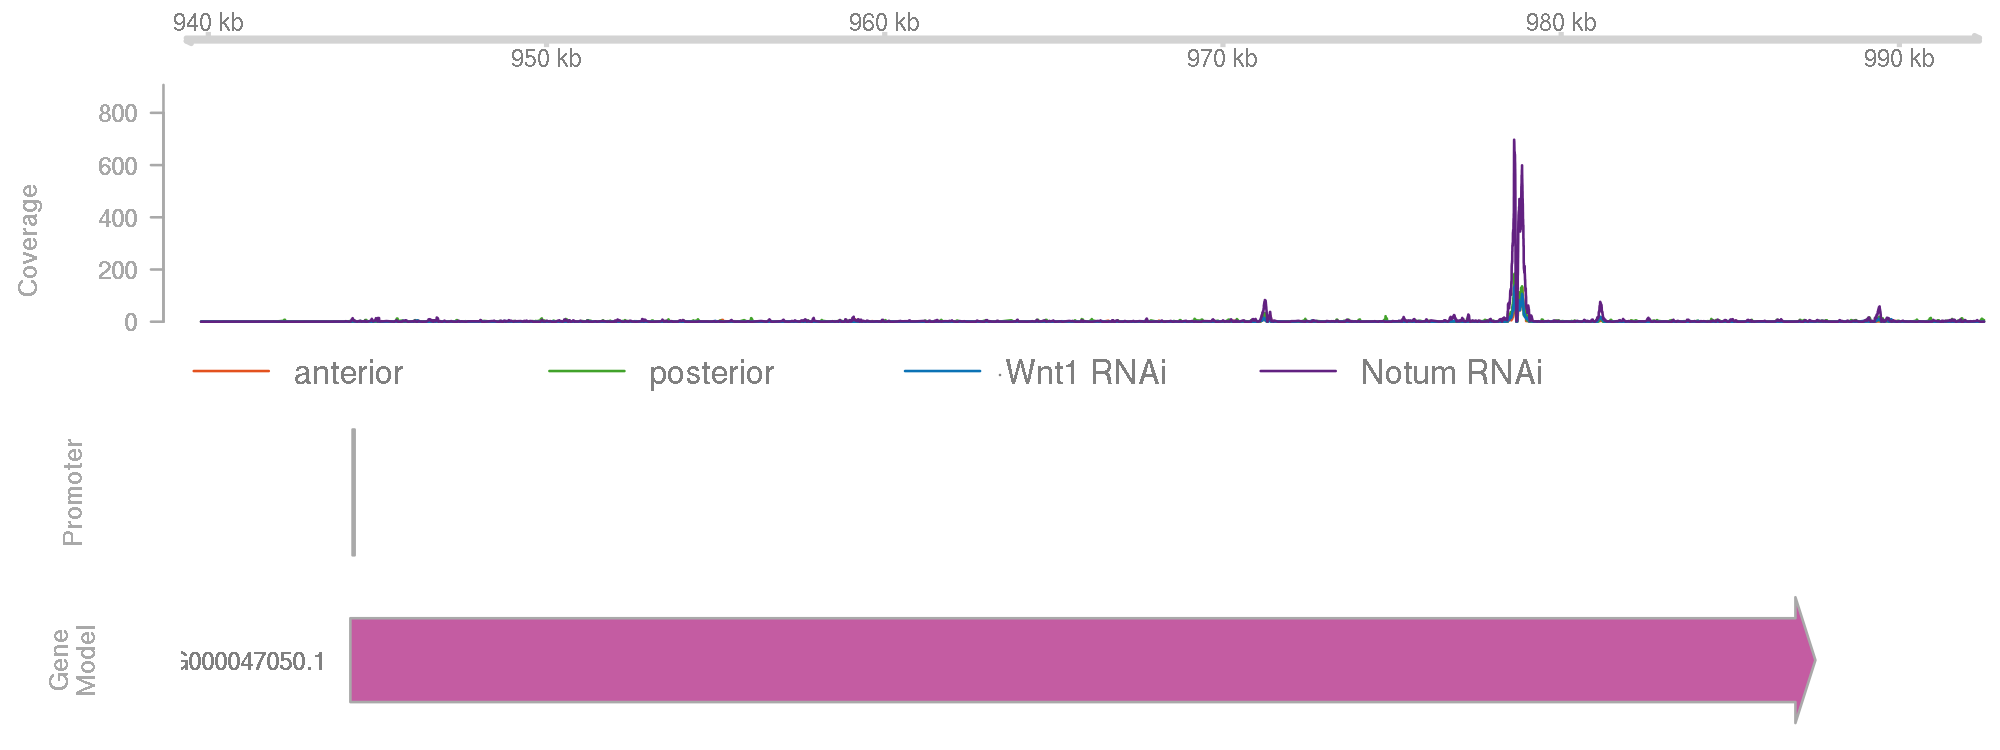 940 kb 960 kb 980 kb
950 kb 970 kb 990 kb
Coverage
800
600
400
200
0
anterior posterior Wnt1 RNAi Notum RNAi
Promoter
Gene
Model
G000047050.1